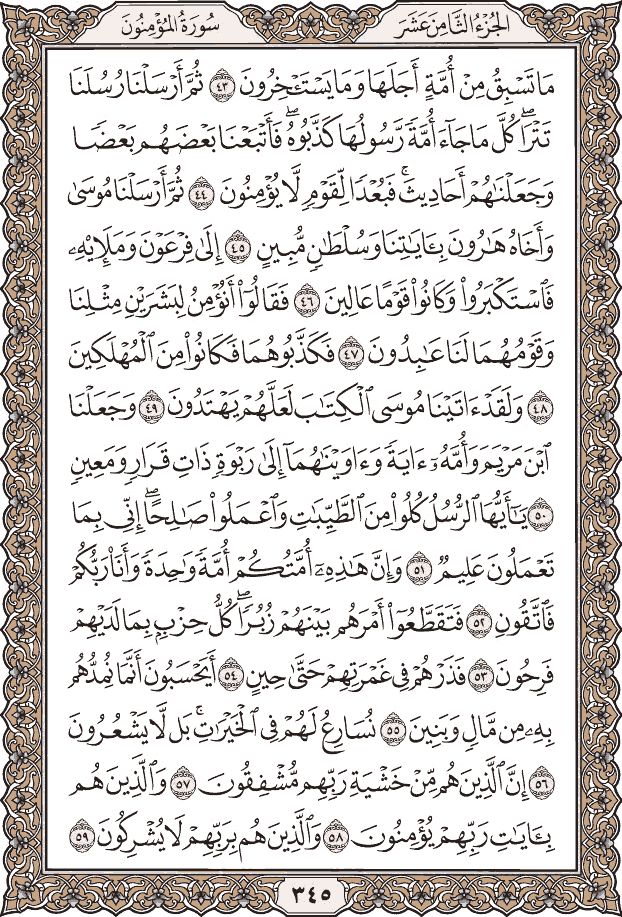 الجُزْءُ الثَّامِنَ عَشَرَ سُورَةُ المُؤْمِنُونَ
مَا تَسْبِقُ مِنْ أُمَّةٍ أَجَلَهَا وَمَا يَسْتَـْٔخِرُونَ ٤٣ ثُمَّ أَرْسَلْنَا رُسُلَنَا
تَتْرَاۖ كُلَّ مَا جَآءَ أُمَّةً رَّسُولُهَا كَذَّبُوهُۖ فَأَتْبَعْنَا بَعْضَهُم بَعْضًا
وَجَعَلْنَٰهُمْ أَحَادِيثَۚ فَبُعْدًا لِّقَوْمٍ لَّا يُؤْمِنُونَ ٤٤ ثُمَّ أَرْسَلْنَا مُوسَىٰ
وَأَخَاهُ هَٰرُونَ بِـَٔايَٰتِنَا وَسُلْطَٰنٍ مُّبِينٍ ٤٥ إِلَىٰ فِرْعَوْنَ وَمَلَإِيْهِۦ
فَٱسْتَكْبَرُوا۟ وَكَانُوا۟ قَوْمًا عَالِينَ ٤٦ فَقَالُوٓا۟ أَنُؤْمِنُ لِبَشَرَيْنِ مِثْلِنَا
وَقَوْمُهُمَا لَنَا عَٰبِدُونَ ٤٧ فَكَذَّبُوهُمَا فَكَانُوا۟ مِنَ ٱلْمُهْلَكِينَ
٤٨ وَلَقَدْ ءَاتَيْنَا مُوسَى ٱلْكِتَٰبَ لَعَلَّهُمْ يَهْتَدُونَ ٤٩ وَجَعَلْنَا
ٱبْنَ مَرْيَمَ وَأُمَّهُۥٓ ءَايَةً وَءَاوَيْنَٰهُمَآ إِلَىٰ رَبْوَةٍ ذَاتِ قَرَارٍ وَمَعِينٍ
٥٠ يَٰٓأَيُّهَا ٱلرُّسُلُ كُلُوا۟ مِنَ ٱلطَّيِّبَٰتِ وَٱعْمَلُوا۟ صَٰلِحًاۖ إِنِّى بِمَا
تَعْمَلُونَ عَلِيمٌ ٥١ وَإِنَّ هَٰذِهِۦٓ أُمَّتُكُمْ أُمَّةً وَٰحِدَةً وَأَنَا۠ رَبُّكُمْ
فَٱتَّقُونِ ٥٢ فَتَقَطَّعُوٓا۟ أَمْرَهُم بَيْنَهُمْ زُبُرًاۖ كُلُّ حِزْبٍۭ بِمَا لَدَيْهِمْ
فَرِحُونَ ٥٣ فَذَرْهُمْ فِى غَمْرَتِهِمْ حَتَّىٰ حِينٍ ٥٤ أَيَحْسَبُونَ أَنَّمَا نُمِدُّهُم
بِهِۦ مِن مَّالٍ وَبَنِينَ ٥٥ نُسَارِعُ لَهُمْ فِى ٱلْخَيْرَٰتِۚ بَل لَّا يَشْعُرُونَ
٥٦ إِنَّ ٱلَّذِينَ هُم مِّنْ خَشْيَةِ رَبِّهِم مُّشْفِقُونَ ٥٧ وَٱلَّذِينَ هُم
بِـَٔايَٰتِ رَبِّهِمْ يُؤْمِنُونَ ٥٨ وَٱلَّذِينَ هُم بِرَبِّهِمْ لَا يُشْرِكُونَ ٥٩
٣٤٥